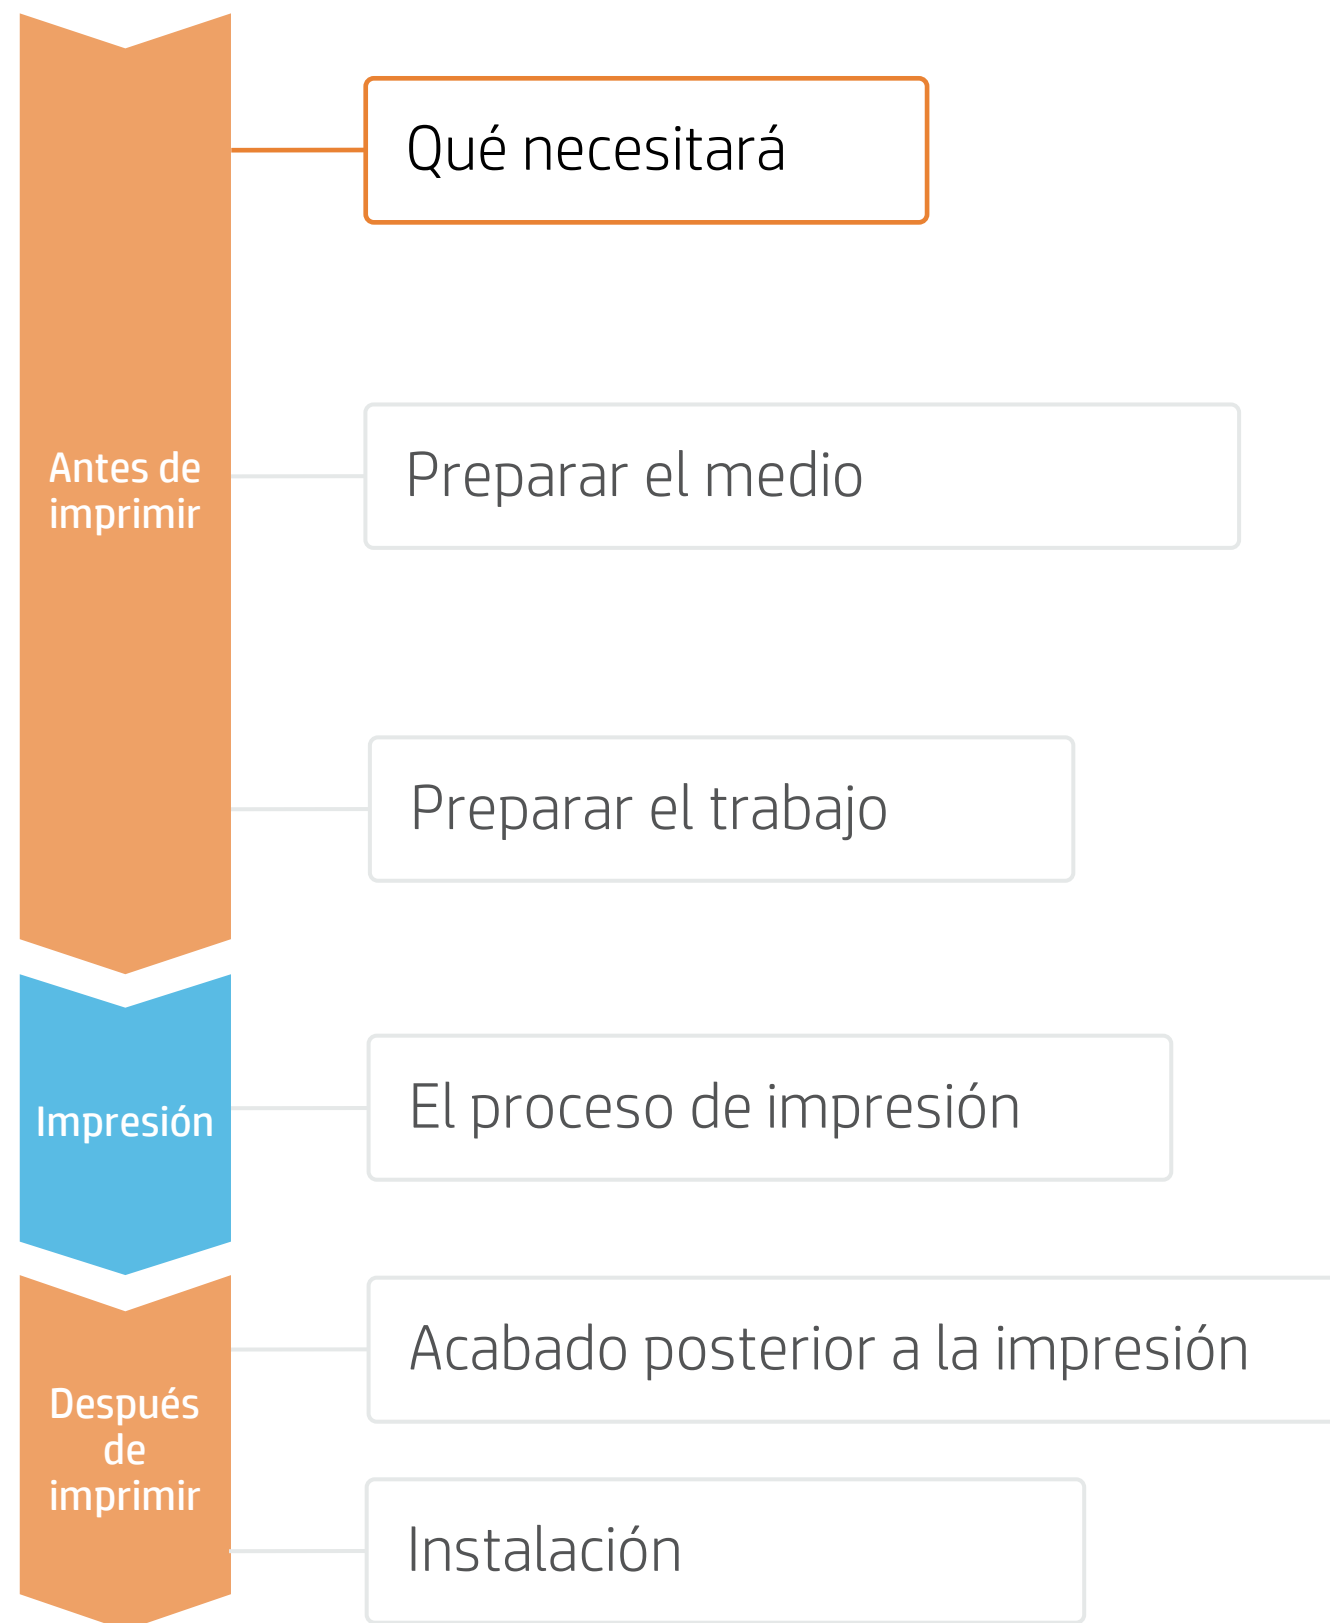 Qué necesitará
Antes de
imprimir
Preparar el medio
Preparar el trabajo
Impresión
El proceso de impresión
Después
de
imprimir
Acabado posterior a la impresión
Instalación